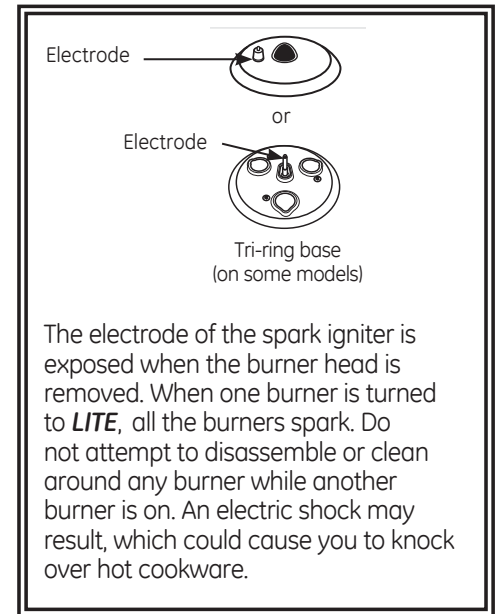 Electrode
or
Electrode
Tri-ring base
(on some models)
The electrode of the spark igniter is
exposed when the burner head is
removed. When one burner is turned
to LITE, all the burners spark. Do
not attempt to disassemble or clean
around any burner while another
burner is on. An electric shock may
result, which could cause you to knock
over hot cookware.